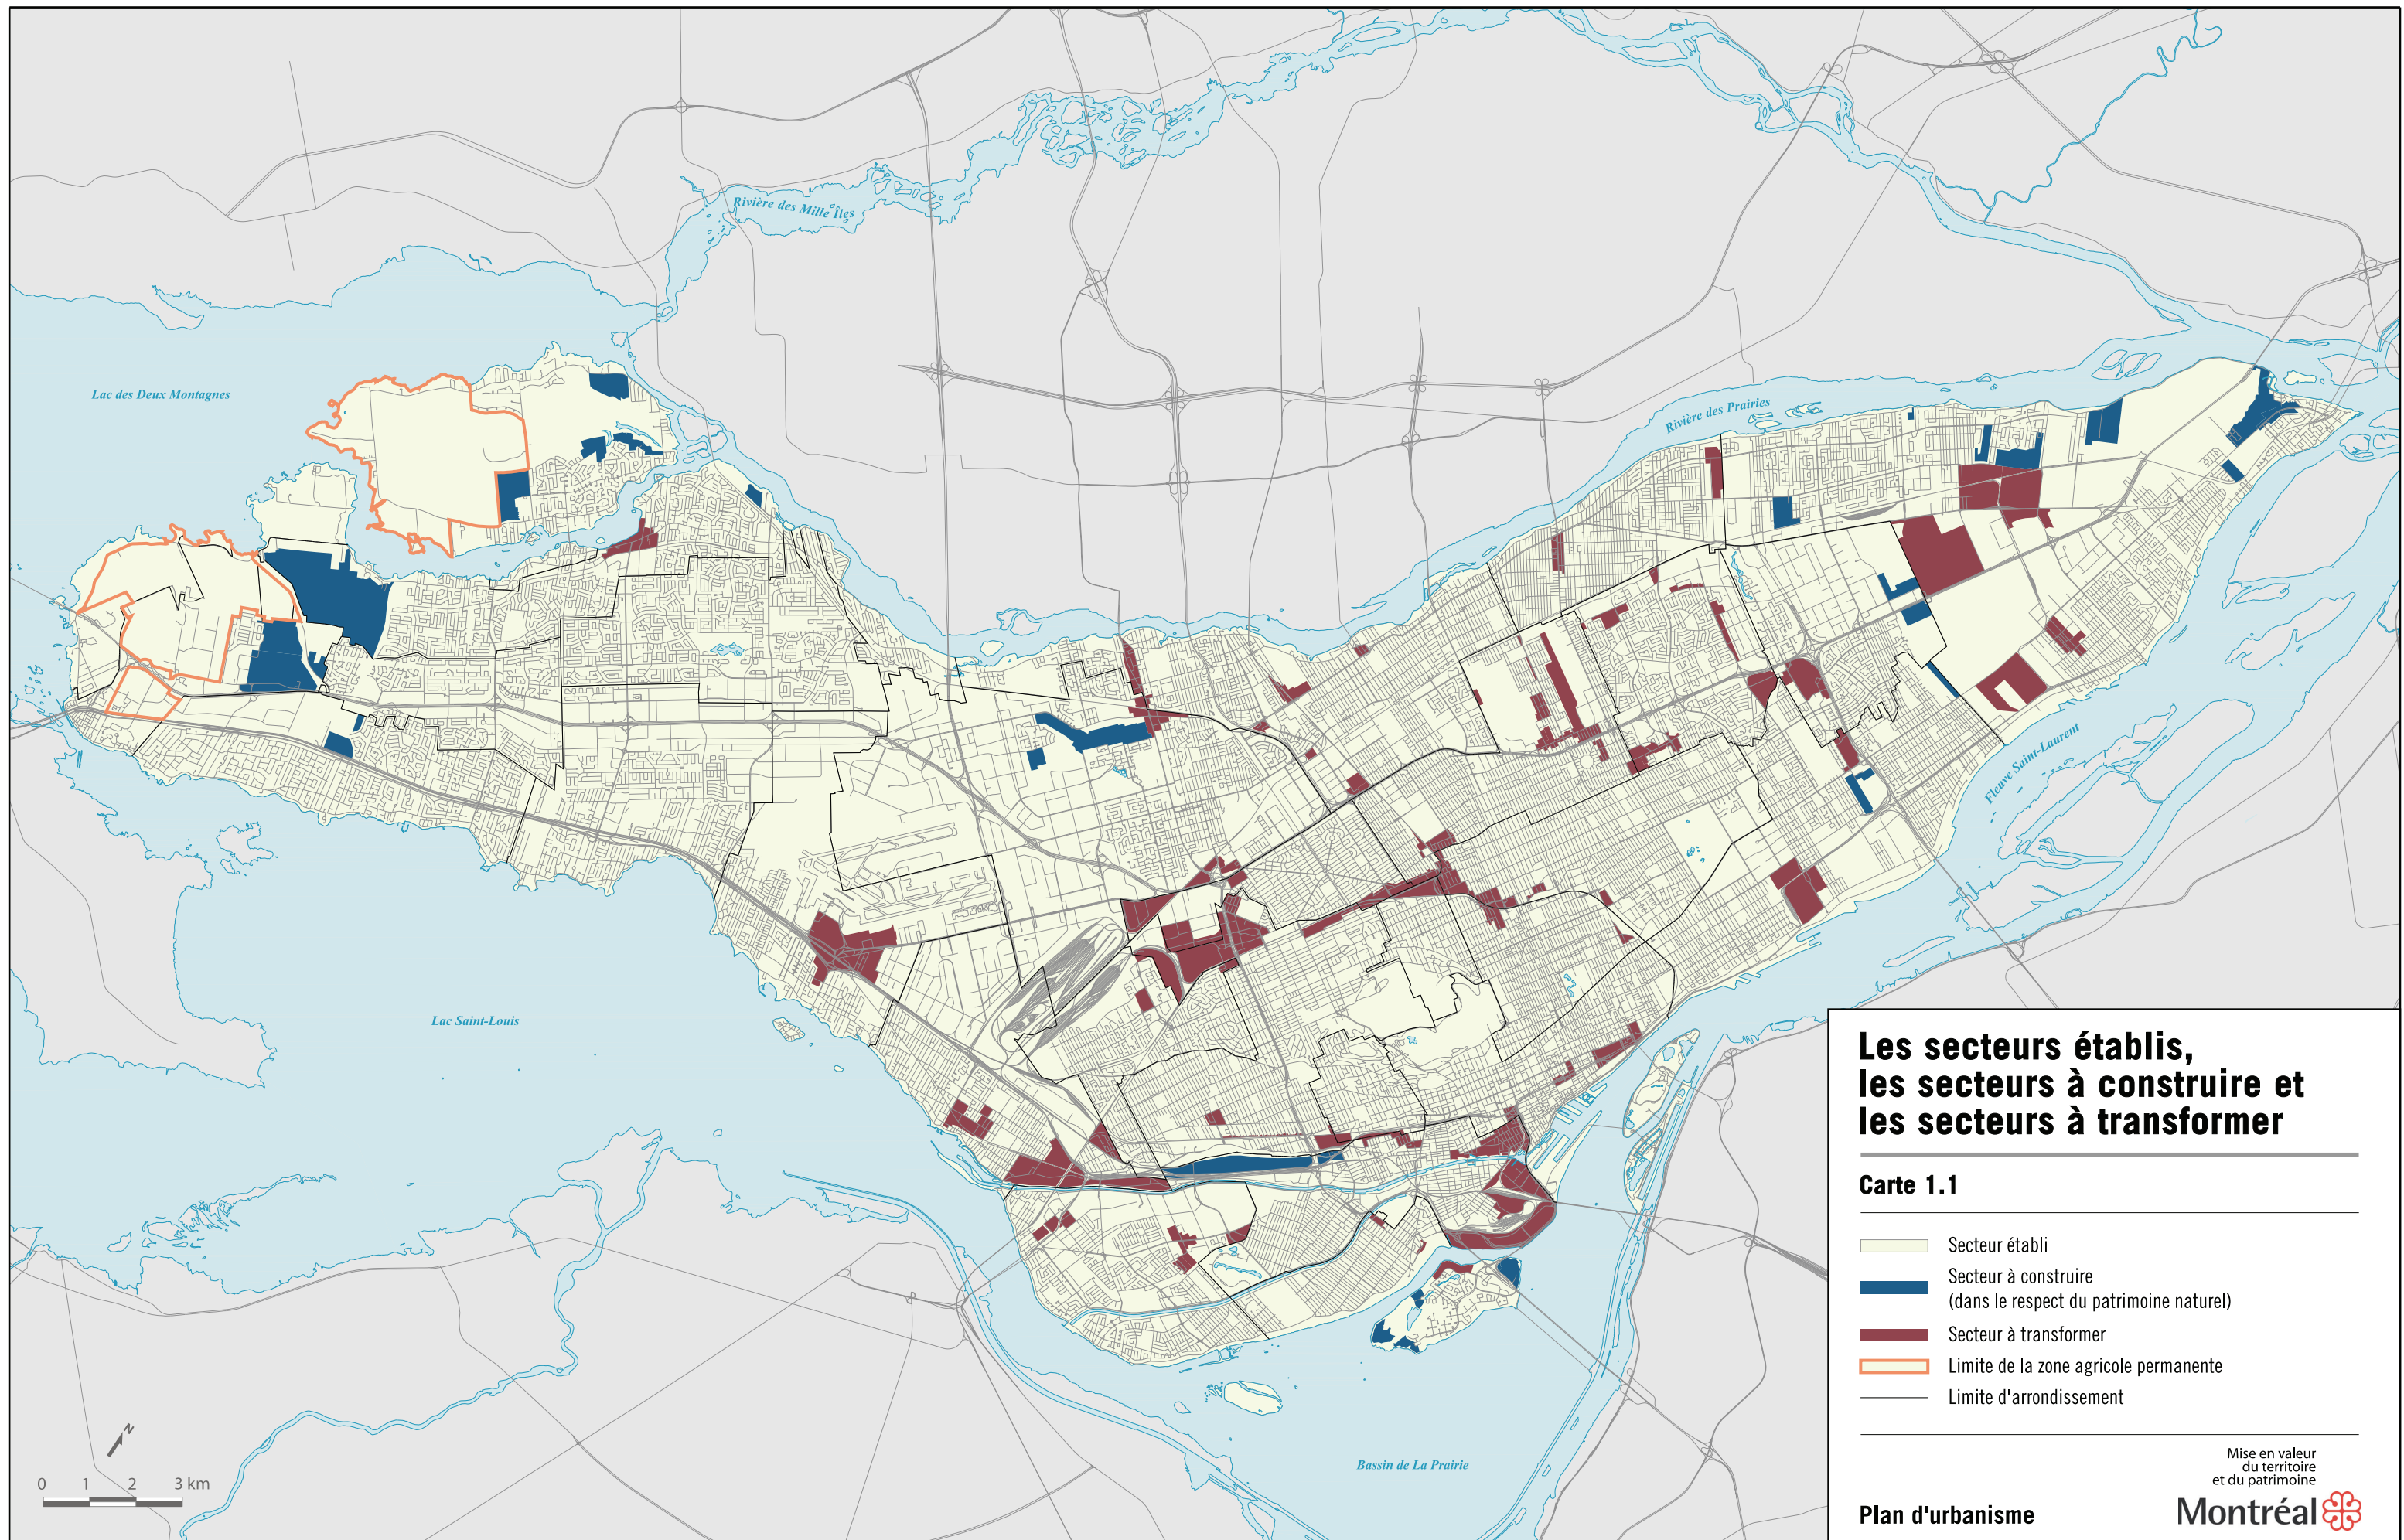 Rivière des Mille Îles
Lac des Deux Montagnes
Rivière des Prairies
Fleuve Saint-Laurent
Lac Saint-Louis
Bassin de La Prairie
N
0 1 2 3 km
Les secteurs établis,
les secteurs à construire et
les secteurs à transformer
Carte 1.1
Secteur établi
Secteur à construire
(dans le respect du patrimoine naturel)
Secteur à transformer
Limite de la zone agricole permanente
Limite d'arrondissement
Mise en valeur
du territoire
et du patrimoine
Plan d'urbanisme
Montréal